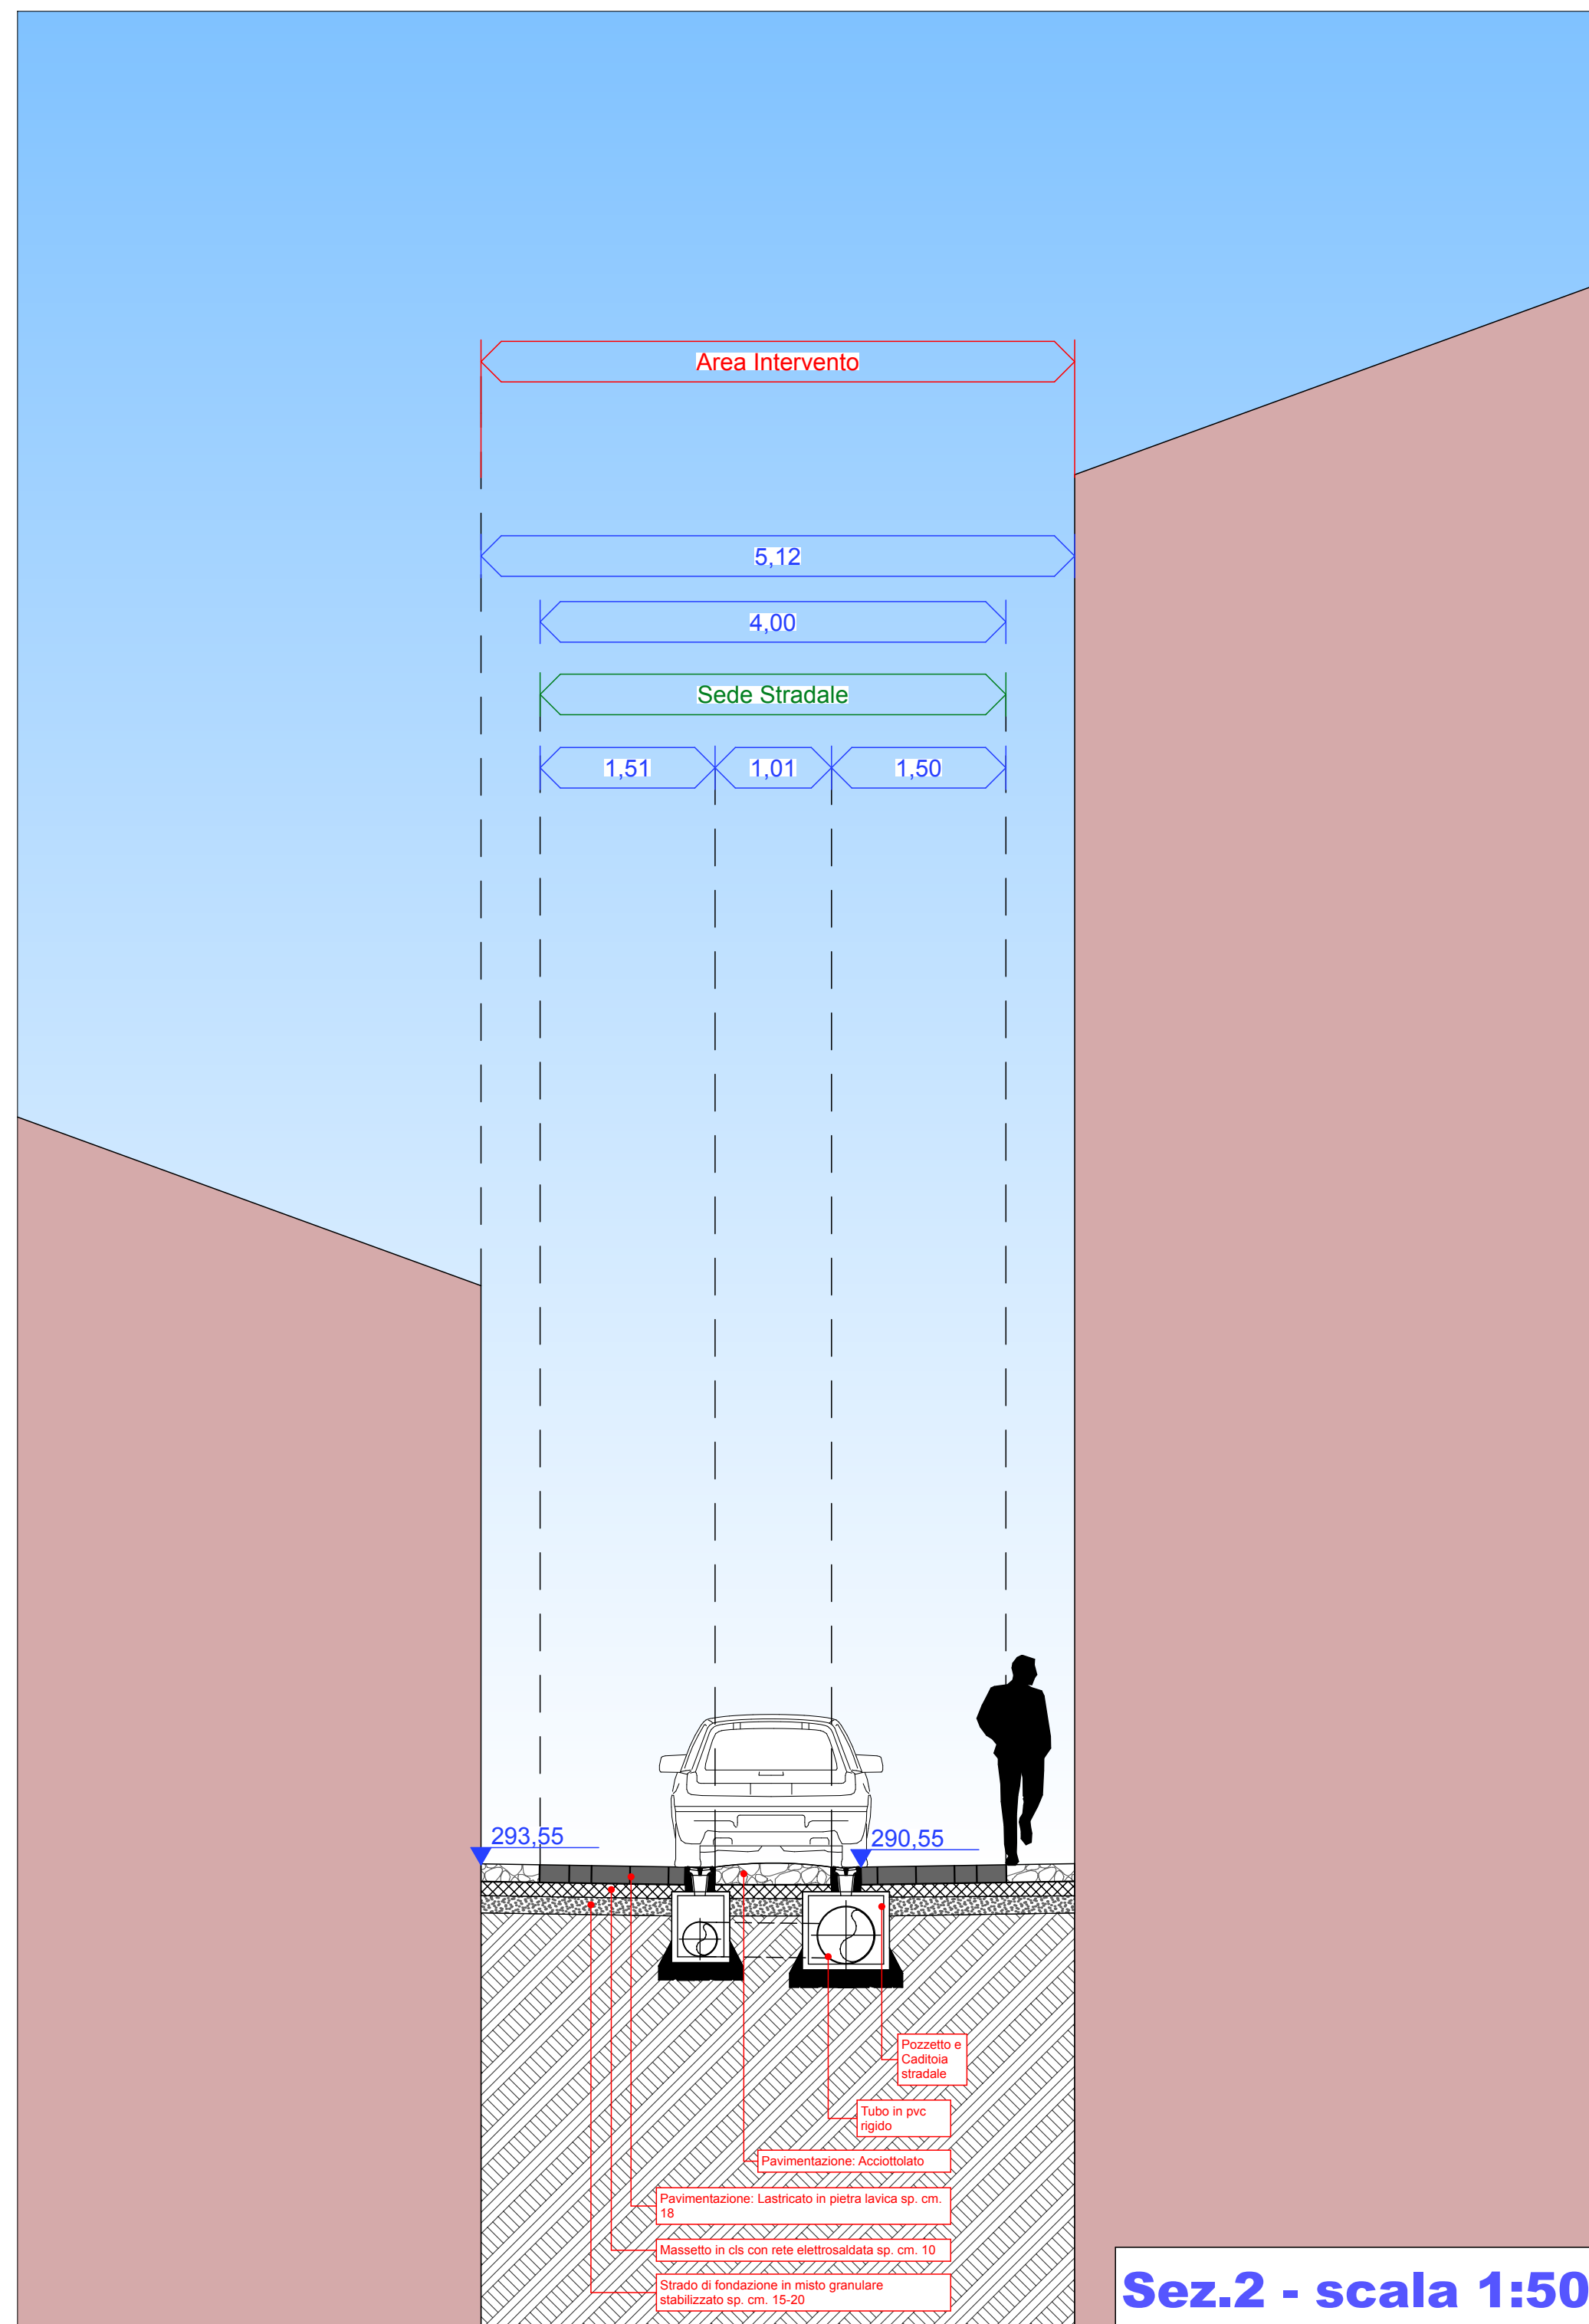 Area Intervento
5,12
4,00
Sede Stradale
1,51
1,01
1,50
293,55
290,55
Pozzetto e
Caditoia
stradale
Tubo in pvc
rigido
Pavimentazione: Acciottolato
Pavimentazione: Lastricato in pietra lavica sp. cm.
18
Massetto in cls con rete elettrosaldata sp. cm. 10
Strado di fondazione in misto granulare
stabilizzato sp. cm. 15-20
Sez.2 - scala 1:50